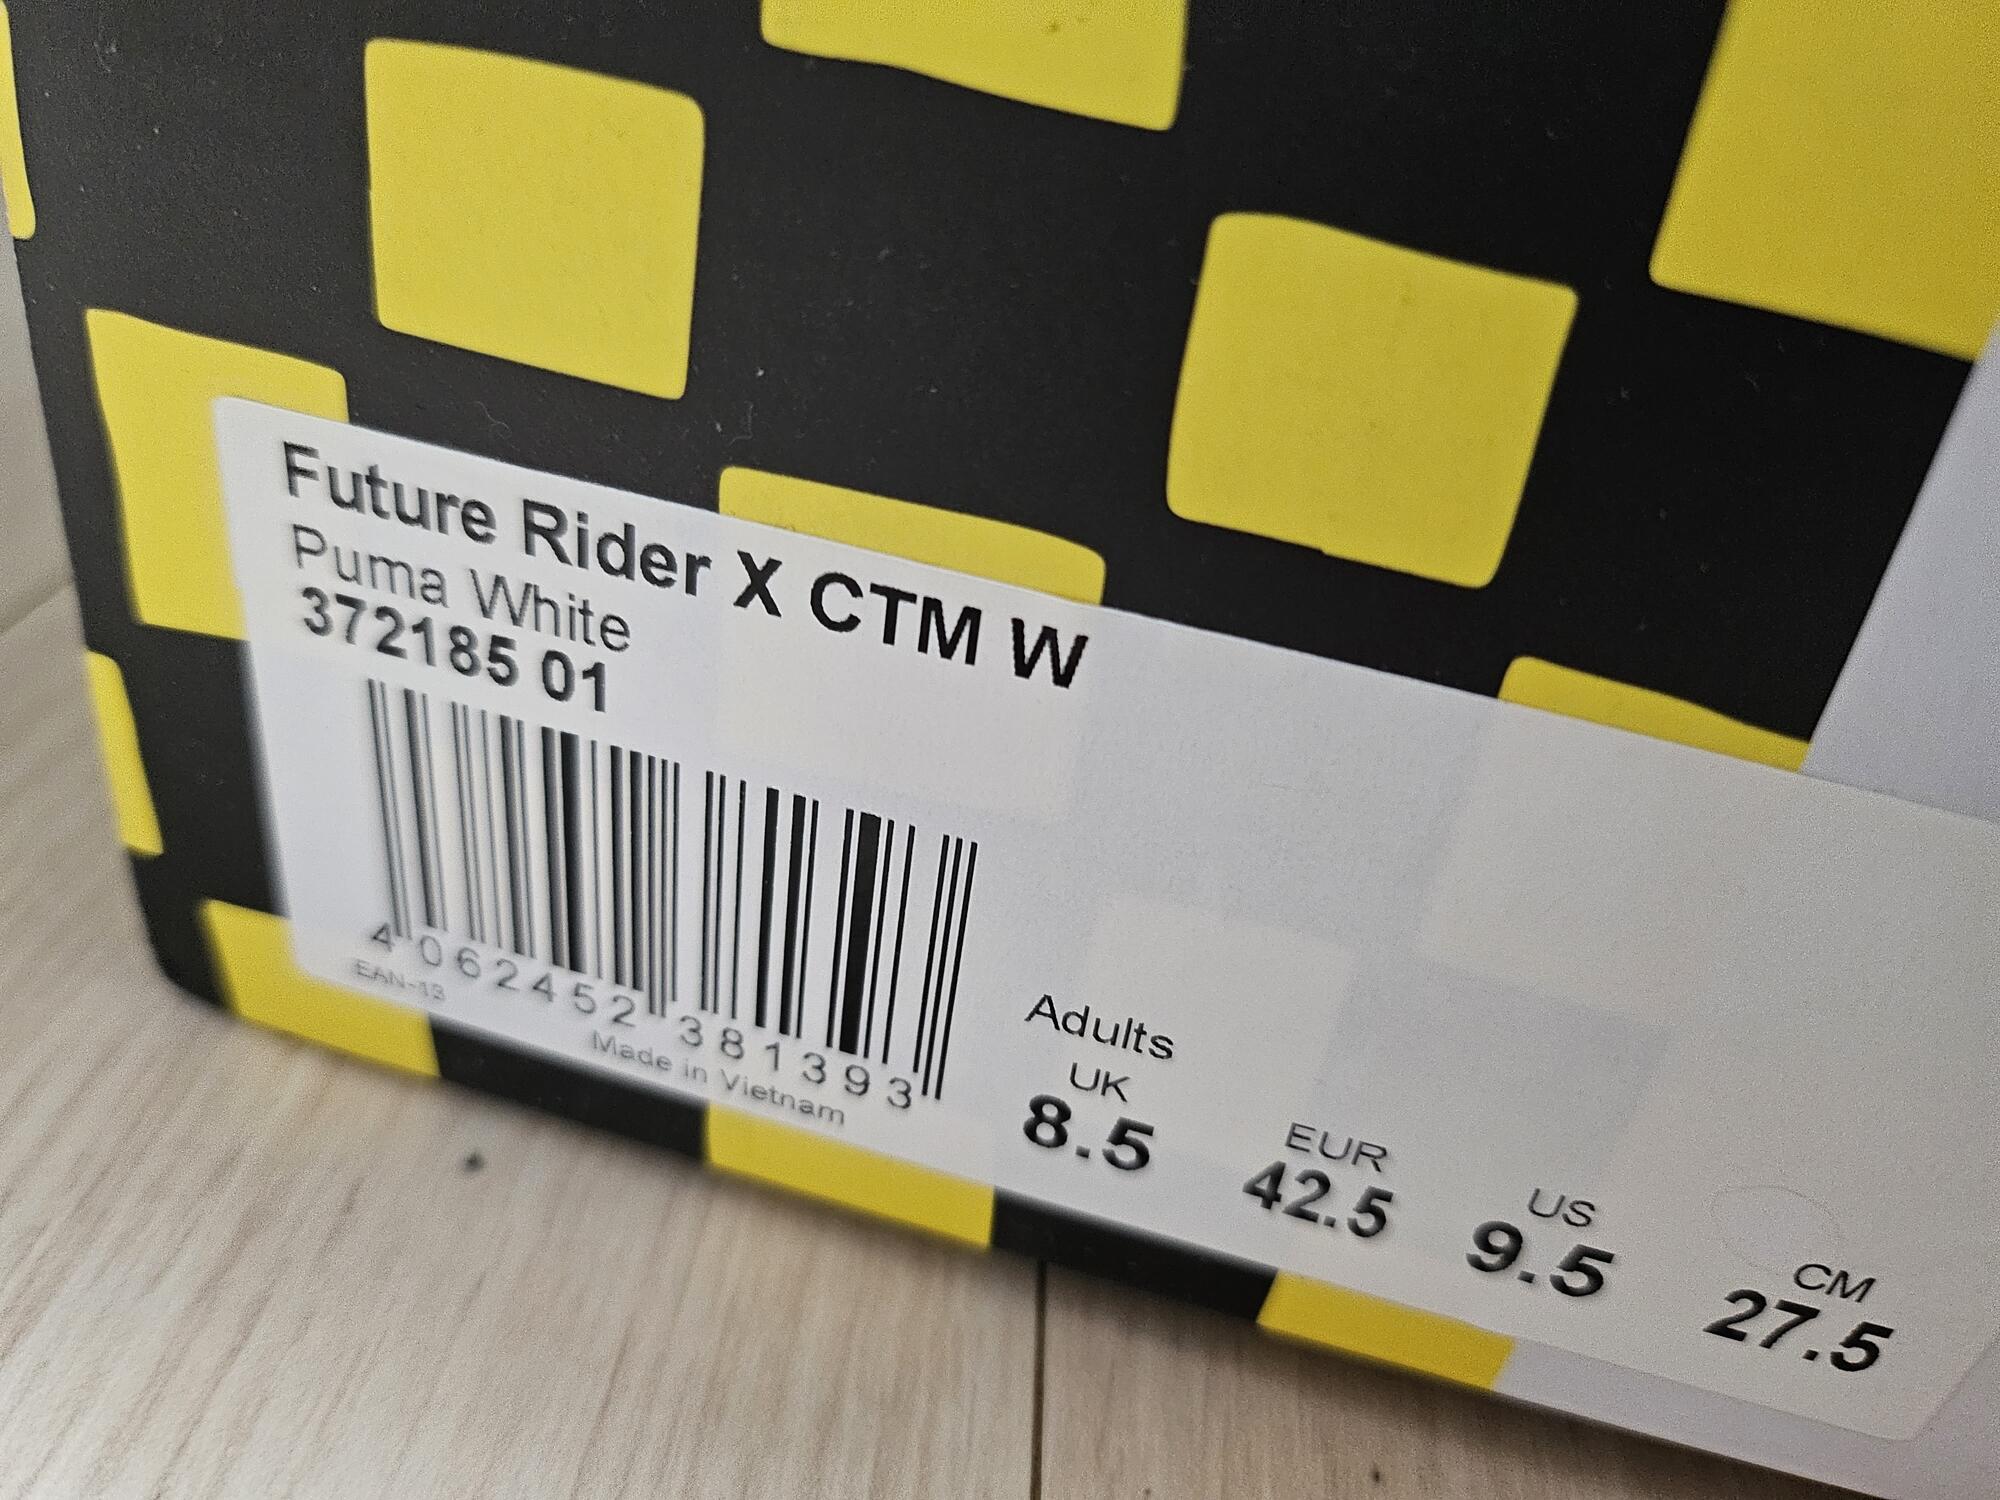 Future Rider X CTM W
Puma White
372185 01
4 062452 381393
EAN-13
Made in Vietnam
Adults
UK
8.5
EUR
42.5
US
9.5
CM
27.5